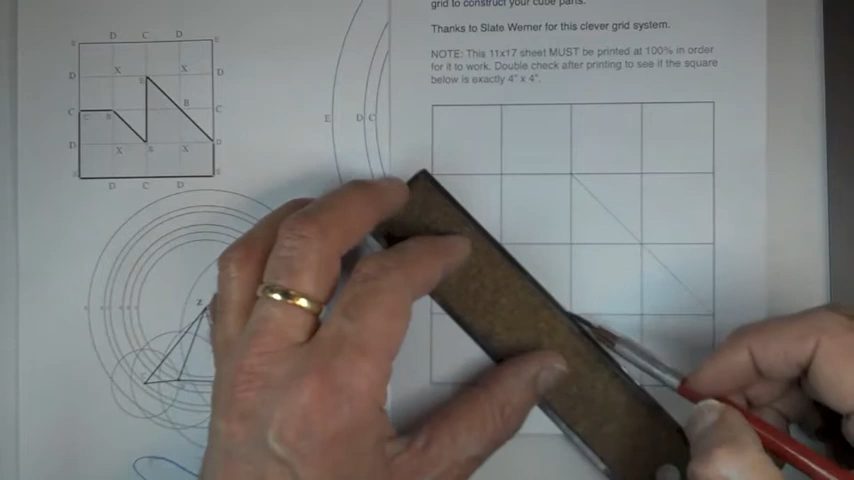 grid to construct your cube parts.
Thanks to Slate Werner for this clever grid system.
NOTE: This 11x17 sheet MUST be printed at 100% in order
for it to work. Double check after printing to see if the square
below is exactly 4" x 4".
D C D
E E
D X X D
B
B
C C B C
E D C
D X B X B
D C D
Z